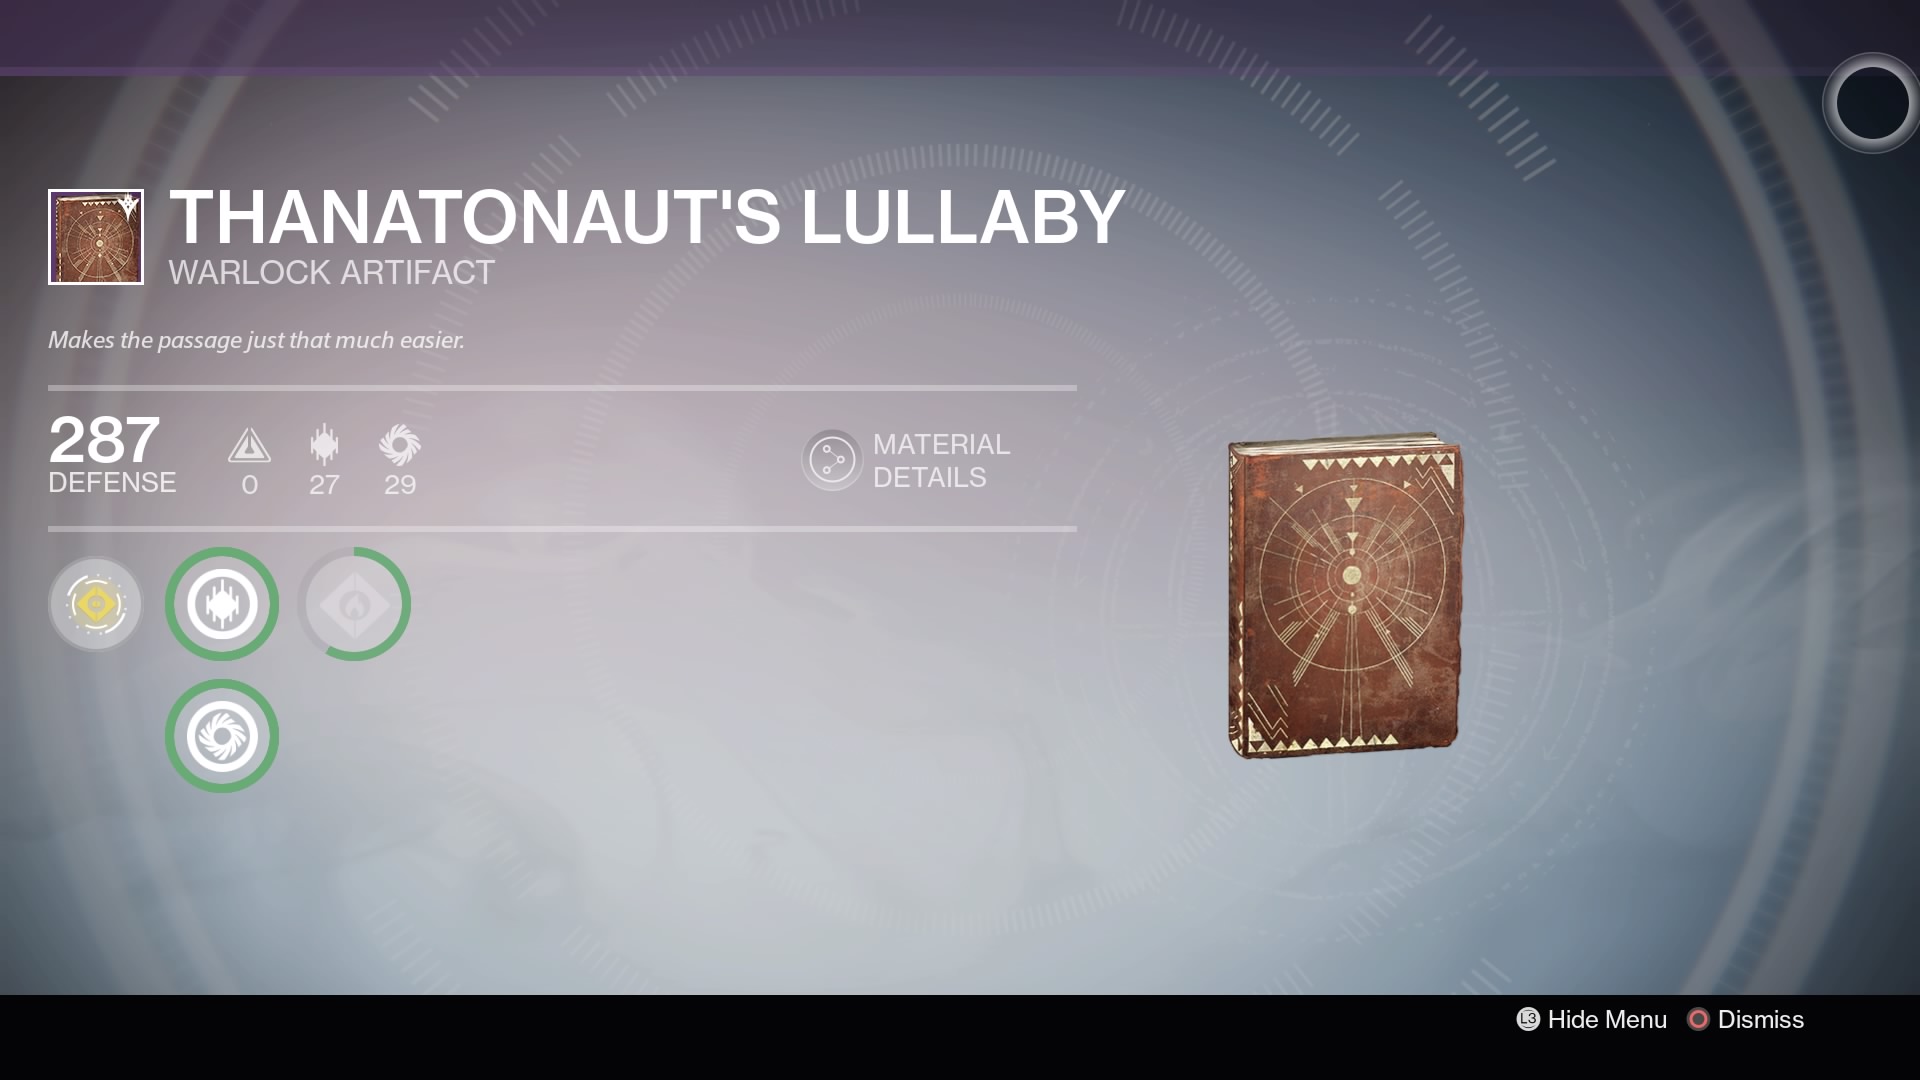 THANATONAUT'S LULLABY
WARLOCK ARTIFACT
Makes the passage just that much easier.
287
DEFENSE
0 27 29
MATERIAL
DETAILS
L3 Hide Menu Dismiss